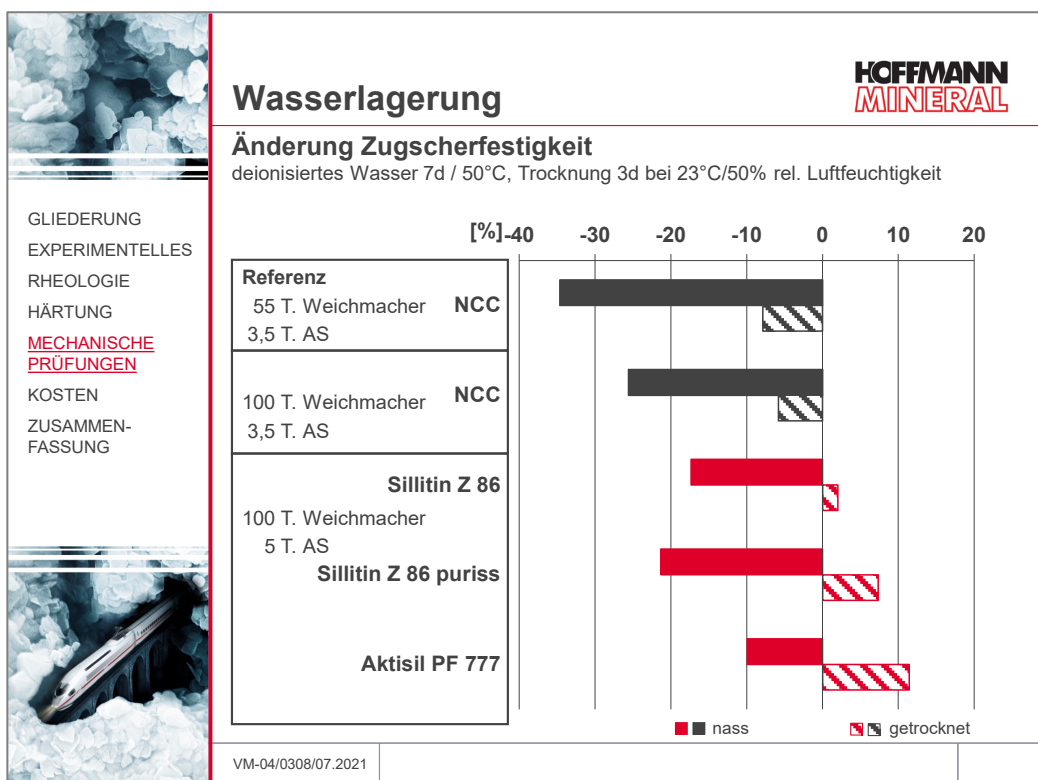 HOFFMANN
MINERAL
Wasserlagerung
Änderung Zugscherfestigkeit
deionisiertes Wasser 7d / 50°C, Trocknung 3d bei 23°C/50% rel. Luftfeuchtigkeit
GLIEDERUNG
EXPERIMENTELLES
RHEOLOGIE
HÄRTUNG
MECHANISCHE
PRÜFUNGEN
KOSTEN
ZUSAMMEN-
FASSUNG
[%] -40 -30 -20 -10 0 10 20
Referenz
55 T. Weichmacher NCC
3,5 T. AS
100 T. Weichmacher NCC
3,5 T. AS
Sillitin Z 86
100 T. Weichmacher
5 T. AS
Sillitin Z 86 puriss
Aktisil PF 777
nass getrocknet
VM-04/0308/07.2021